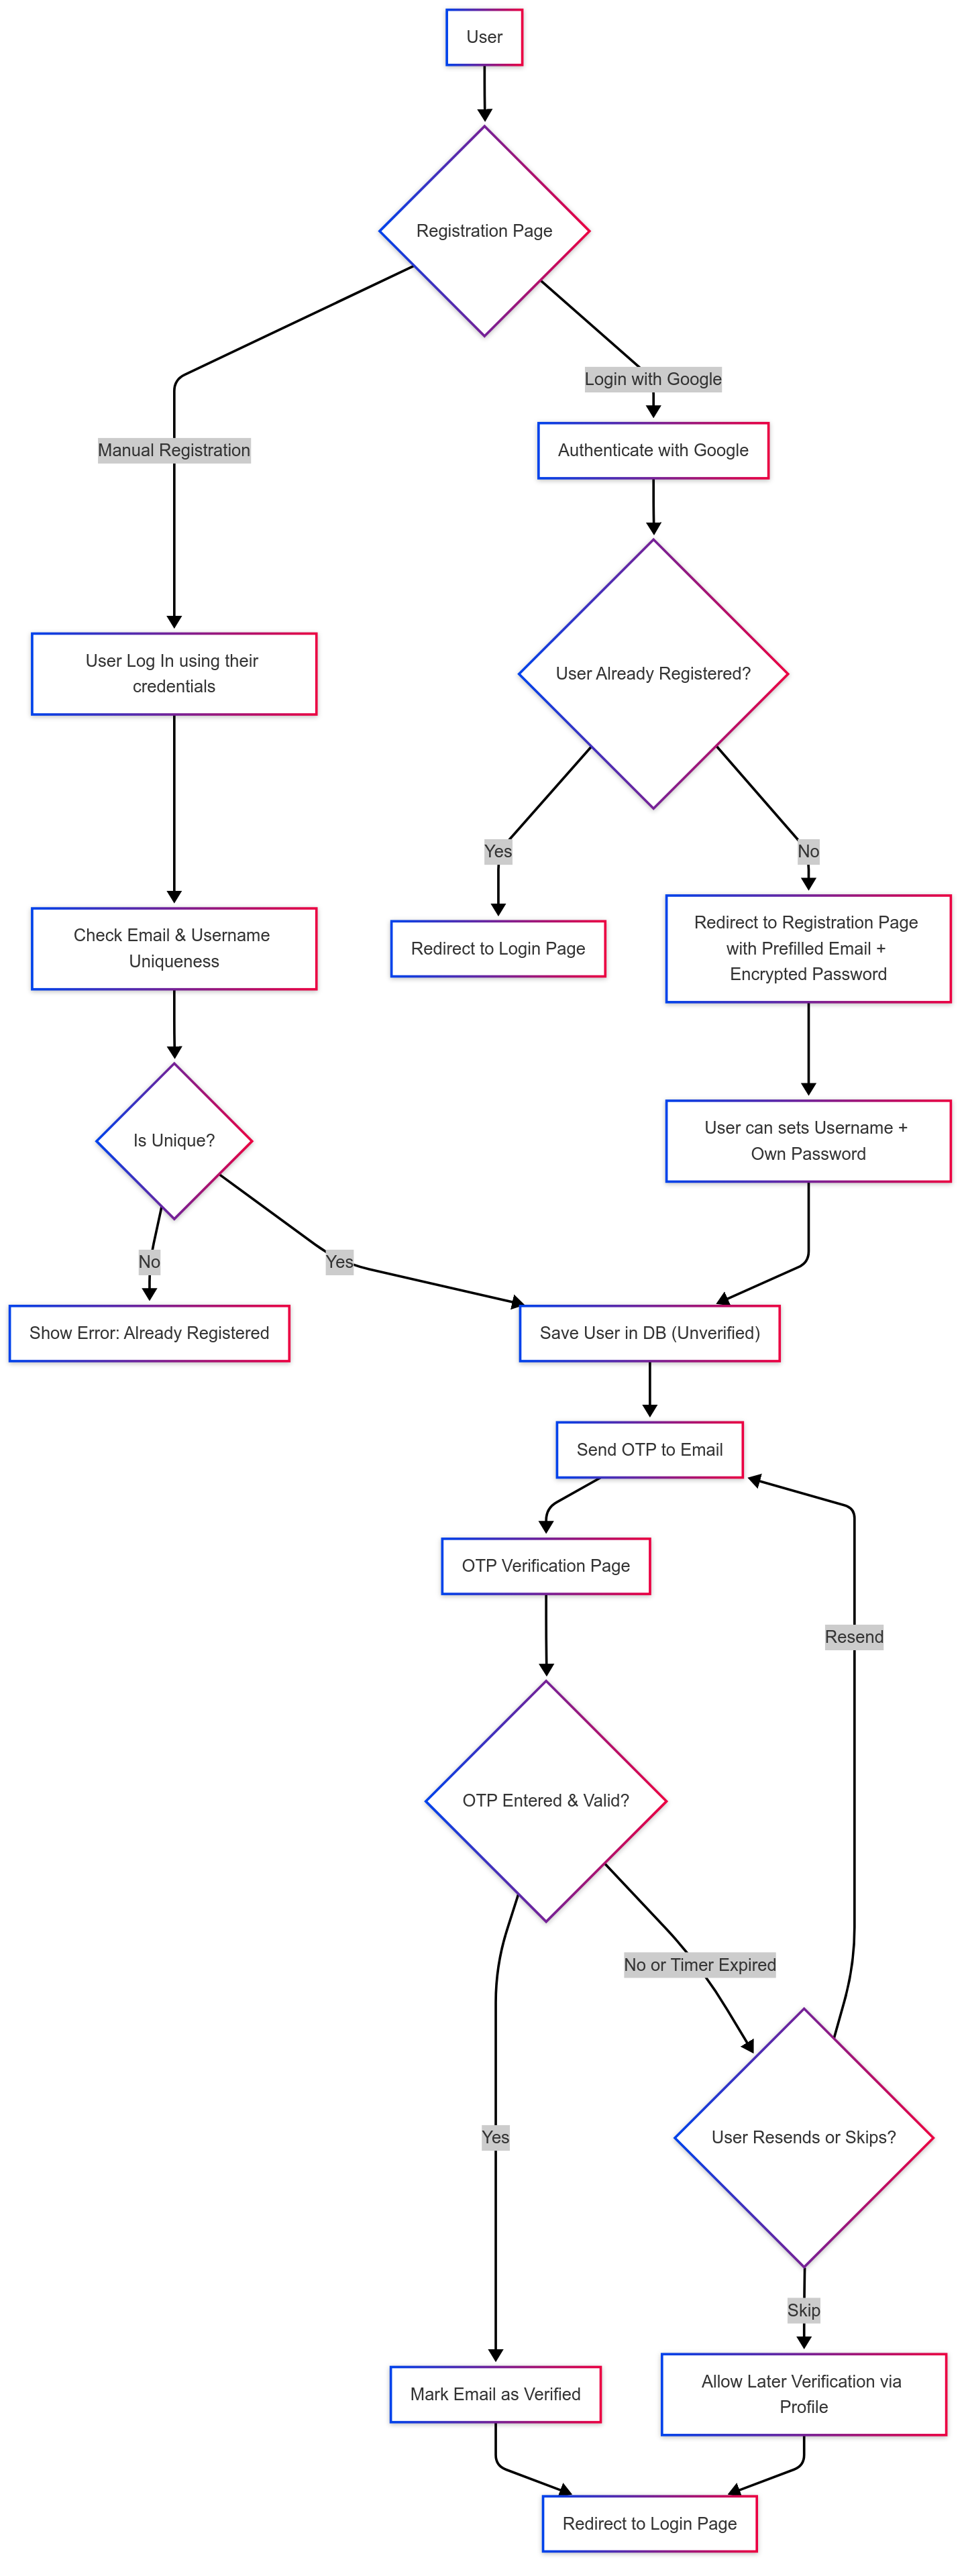 User
Registration Page
Login with Google
Manual Registration
Authenticate with Google
User Log In using their
credentials
User Already Registered?
Yes
No
Check Email & Username
Uniqueness
Redirect to Login Page
Redirect to Registration Page
with Prefilled Email +
Encrypted Password
Is Unique?
User can sets Username +
Own Password
No
Yes
Show Error: Already Registered
Save User in DB (Unverified)
Send OTP to Email
OTP Verification Page
Resend
OTP Entered & Valid?
No or Timer Expired
Yes
User Resends or Skips?
Skip
Mark Email as Verified
Allow Later Verification via
Profile
Redirect to Login Page